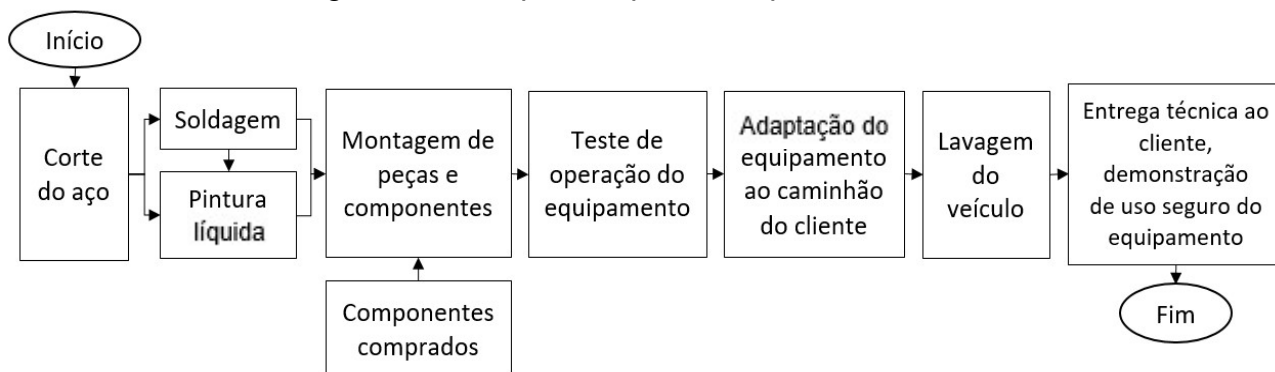 Início
Corte
do aço
Soldagem
Pintura
líquida
Montagem de
peças e
componentes
Componentes
comprados
Teste de
operação do
equipamento
Adaptação do
equipamento
ao caminhão
do cliente
Lavagem
do
veículo
Entrega técnica ao
cliente,
demonstração
de uso seguro do
equipamento
Fim